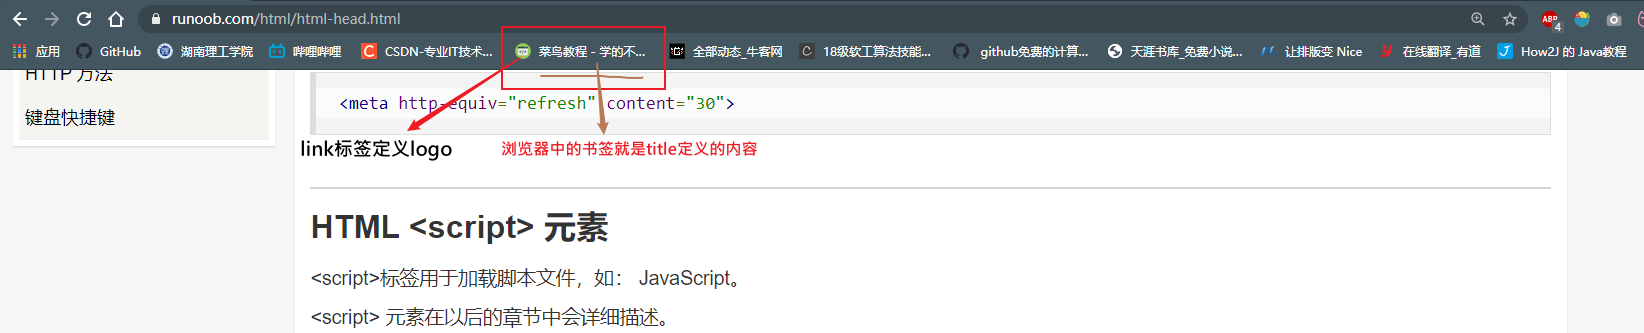 runoob.com/html/html-head.html
ABP 4
应用 GitHub 湖南理工学院 哔哩哔哩 C CSDN-专业IT技术... 菜鸟教程 - 学的不... 全部动态_牛客网 C 18级软工算法技能... github免费的计算... 天涯书库_免费小说... 让排版变 Nice y 在线翻译_有道 J How2J 的 Java教程
HTTP 方法
<meta http-equiv="refresh" content="30">
键盘快捷键
link标签定义logo
浏览器中的书签就是title定义的内容
HTML <script> 元素
<script>标签用于加载脚本文件，如： JavaScript。
<script> 元素在以后的章节中会详细描述。